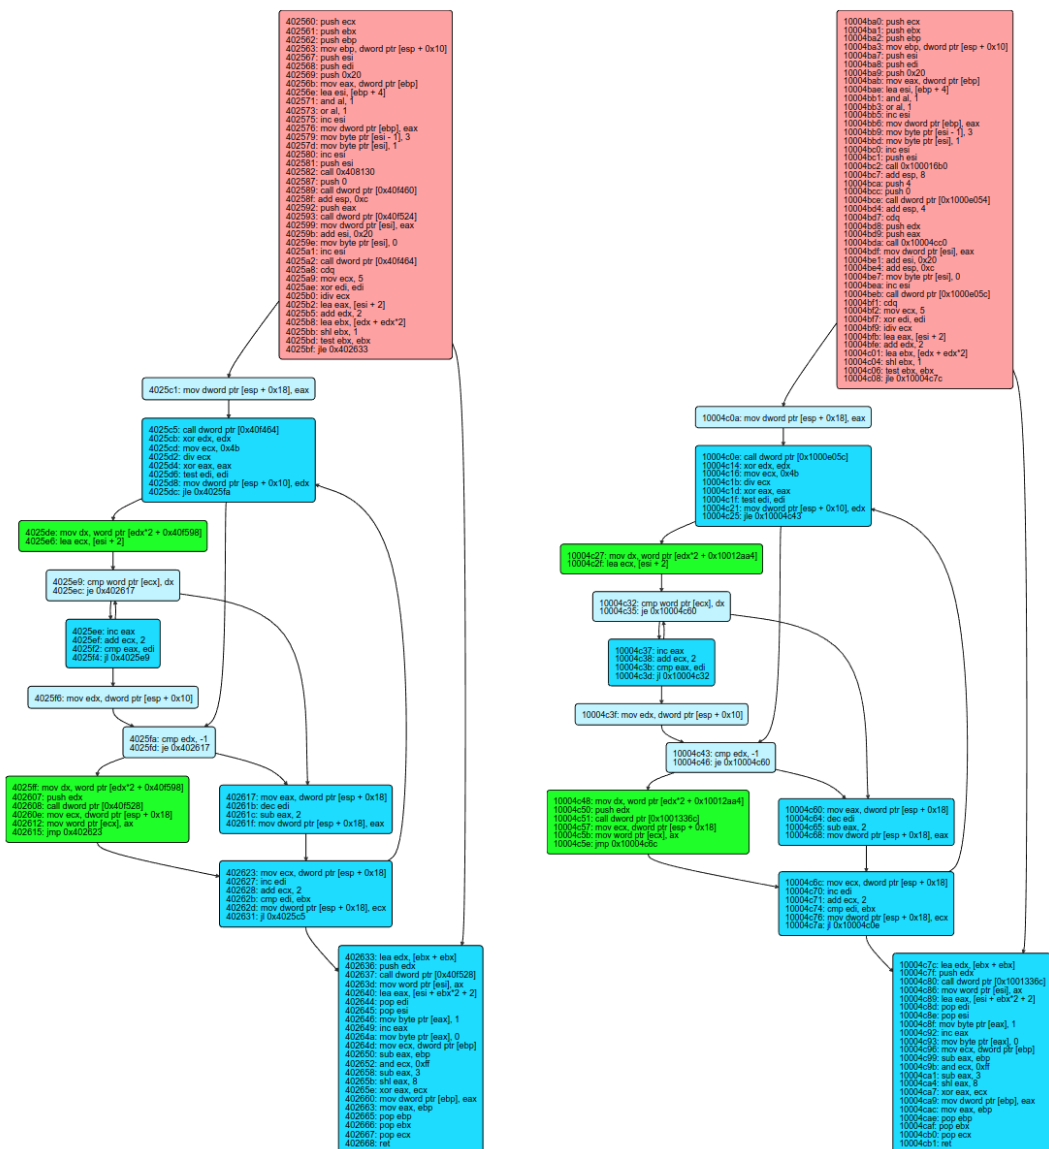 402560: push ecx
402561: push ebx
402562: push ebp
402563: mov ebp, dword ptr [esp + 0x10]
402567: push esi
402568: push edi
402569: push 0x20
40256b: mov eax, dword ptr [ebp]
40256e: lea esi, [ebp + 4]
402571: and al, 1
402573: or al, 1
402575: inc esi
402576: mov dword ptr [ebp], eax
402579: mov byte ptr [esi - 1], 3
40257d: mov byte ptr [esi], 1
402580: inc esi
402581: push esi
402582: call 0x408130
402587: push 0
402589: call dword ptr [0x40f460]
40258f: add esp, 0xc
402592: push eax
402593: call dword ptr [0x40f524]
402599: mov dword ptr [esi], eax
40259b: add esi, 0x20
40259e: mov byte ptr [esi], 0
4025a1: inc esi
4025a2: call dword ptr [0x40f464]
4025a8: cdq
4025a9: mov ecx, 5
4025ae: xor edi, edi
4025b0: idiv ecx
4025b2: lea eax, [esi + 2]
4025b5: add edx, 2
4025b8: lea ebx, [edx + edx*2]
4025bb: shl ebx, 1
4025bd: test ebx, ebx
4025bf: jle 0x402633
4025c1: mov dword ptr [esp + 0x18], eax
4025c5: call dword ptr [0x40f464]
4025cb: xor edx, edx
4025cd: mov ecx, 0x4b
4025d2: div ecx
4025d4: xor eax, eax
4025d6: test edi, edi
4025d8: mov dword ptr [esp + 0x10], edx
4025dc: jle 0x4025fa
4025de: mov dx, word ptr [edx*2 + 0x40f598]
4025e6: lea ecx, [esi + 2]
4025e9: cmp word ptr [ecx], dx
4025ec: je 0x402617
4025ee: inc eax
4025ef: add ecx, 2
4025f2: cmp eax, edi
4025f4: jl 0x4025e9
4025f6: mov edx, dword ptr [esp + 0x10]
4025fa: cmp edx, -1
4025fd: je 0x402617
4025ff: mov dx, word ptr [edx*2 + 0x40f598]
402607: push edx
402608: call dword ptr [0x40f528]
40260e: mov ecx, dword ptr [esp + 0x18]
402612: mov word ptr [ecx], ax
402615: jmp 0x402623
402617: mov eax, dword ptr [esp + 0x18]
40261b: dec edi
40261c: sub eax, 2
40261f: mov dword ptr [esp + 0x18], eax
402623: mov ecx, dword ptr [esp + 0x18]
402627: inc edi
402628: add ecx, 2
40262b: cmp edi, ebx
40262d: mov dword ptr [esp + 0x18], ecx
402631: jl 0x4025c5
402633: lea edx, [ebx + ebx]
402636: push edx
402637: call dword ptr [0x40f528]
40263d: mov word ptr [esi], ax
402640: lea eax, [esi + ebx*2 + 2]
402644: pop edi
402645: pop esi
402646: mov byte ptr [eax], 1
402649: inc eax
40264a: mov byte ptr [eax], 0
40264d: mov ecx, dword ptr [ebp]
402650: sub eax, ebp
402652: and ecx, 0xff
402658: sub eax, 3
40265b: shl eax, 8
40265e: xor eax, ecx
402660: mov dword ptr [ebp], eax
402663: mov eax, ebp
402665: pop ebp
402666: pop ebx
402667: pop ecx
402668: ret
10004ba0: push ecx
10004ba1: push ebx
10004ba2: push ebp
10004ba3: mov ebp, dword ptr [esp + 0x10]
10004ba7: push esi
10004ba8: push edi
10004ba9: push 0x20
10004bab: mov eax, dword ptr [ebp]
10004bae: lea esi, [ebp + 4]
10004bb1: and al, 1
10004bb3: or al, 1
10004bb5: inc esi
10004bb6: mov dword ptr [ebp], eax
10004bb9: mov byte ptr [esi - 1], 3
10004bbd: mov byte ptr [esi], 1
10004bc0: inc esi
10004bc1: push esi
10004bc2: call 0x100016b0
10004bc7: add esp, 8
10004bca: push 4
10004bcc: push 0
10004bce: call dword ptr [0x1000e054]
10004bd4: add esp, 4
10004bd7: cdq
10004bd8: push edx
10004bd9: push eax
10004bda: call 0x10004cc0
10004bdf: mov dword ptr [esi], eax
10004be1: add esi, 0x20
10004be4: add esp, 0xc
10004be7: mov byte ptr [esi], 0
10004bea: inc esi
10004beb: call dword ptr [0x1000e05c]
10004bf1: cdq
10004bf2: mov ecx, 5
10004bf7: xor edi, edi
10004bf9: idiv ecx
10004bfb: lea eax, [esi + 2]
10004bfe: add edx, 2
10004c01: lea ebx, [edx + edx*2]
10004c04: shl ebx, 1
10004c06: test ebx, ebx
10004c08: jle 0x10004c7c
10004c0a: mov dword ptr [esp + 0x18], eax
10004c0e: call dword ptr [0x1000e05c]
10004c14: xor edx, edx
10004c16: mov ecx, 0x4b
10004c1b: div ecx
10004c1d: xor eax, eax
10004c1f: test edi, edi
10004c21: mov dword ptr [esp + 0x10], edx
10004c25: jle 0x10004c43
10004c27: mov dx, word ptr [edx*2 + 0x10012aa4]
10004c2f: lea ecx, [esi + 2]
10004c32: cmp word ptr [ecx], dx
10004c35: je 0x10004c60
10004c37: inc eax
10004c38: add ecx, 2
10004c3b: cmp eax, edi
10004c3d: jl 0x10004c32
10004c3f: mov edx, dword ptr [esp + 0x10]
10004c43: cmp edx, -1
10004c46: je 0x10004c60
10004c48: mov dx, word ptr [edx*2 + 0x10012aa4]
10004c50: push edx
10004c51: call dword ptr [0x1001336c]
10004c57: mov ecx, dword ptr [esp + 0x18]
10004c5b: mov word ptr [ecx], ax
10004c5e: jmp 0x10004c6c
10004c60: mov eax, dword ptr [esp + 0x18]
10004c64: dec edi
10004c65: sub eax, 2
10004c68: mov dword ptr [esp + 0x18], eax
10004c6c: mov ecx, dword ptr [esp + 0x18]
10004c70: inc edi
10004c71: add ecx, 2
10004c74: cmp edi, ebx
10004c76: mov dword ptr [esp + 0x18], ecx
10004c7a: jl 0x10004c0e
10004c7c: lea edx, [ebx + ebx]
10004c7f: push edx
10004c80: call dword ptr [0x1001336c]
10004c86: mov word ptr [esi], ax
10004c89: lea eax, [esi + ebx*2 + 2]
10004c8d: pop edi
10004c8e: pop esi
10004c8f: mov byte ptr [eax], 1
10004c92: inc eax
10004c93: mov byte ptr [eax], 0
10004c96: mov ecx, dword ptr [ebp]
10004c99: sub eax, ebp
10004c9b: and ecx, 0xff
10004ca1: sub eax, 3
10004ca4: shl eax, 8
10004ca7: xor eax, ecx
10004ca9: mov dword ptr [ebp], eax
10004cac: mov eax, ebp
10004cae: pop ebp
10004caf: pop ebx
10004cb0: pop ecx
10004cb1: ret